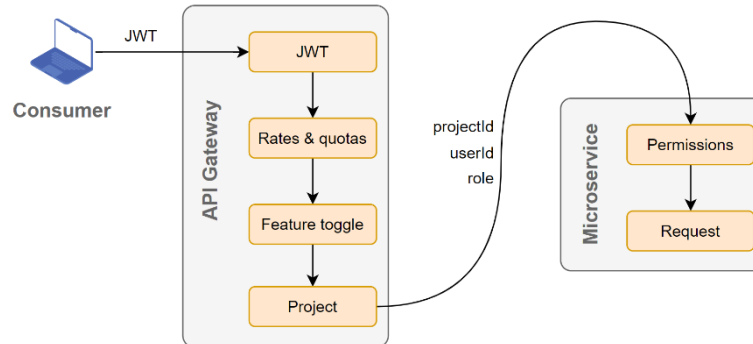 JWT
Consumer
API Gateway
JWT
Rates & quotas
Feature toggle
Project
projectId
userId
role
Microservice
Permissions
Request